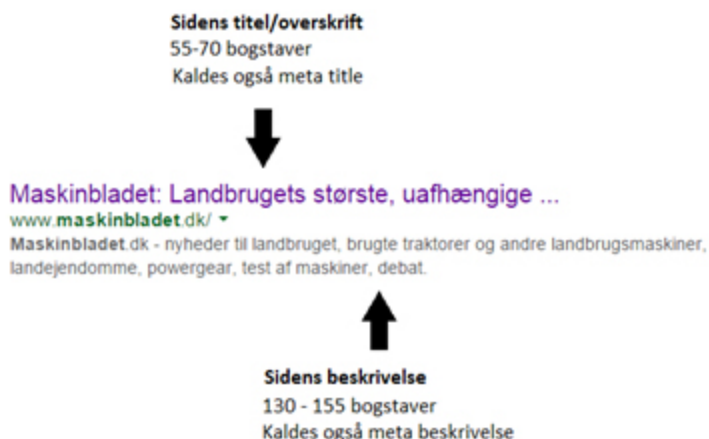 Sidens titel/overskrift
55-70 bogstaver
Kaldes også meta title
Maskinbladet: Landbrugets største, uafhængige ...
www.maskinbladet.dk/
Maskinbladet.dk - nyheder til landbruget, brugte traktorer og andre landbrugsmaskiner,
landejendomme, powergear, test af maskiner, debat.
Sidens beskrivelse
130 - 155 bogstaver
Kaldes også meta beskrivelse